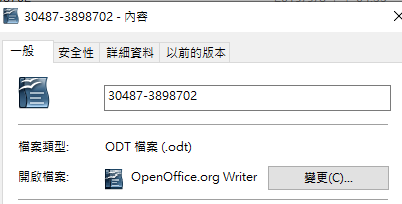 30487-3898702 - 內容
一般
安全性
詳細資料
以前的版本
30487-3898702
檔案類型:
ODT 檔案 (.odt)
開啟檔案:
OpenOffice.org Writer
變更(C)...